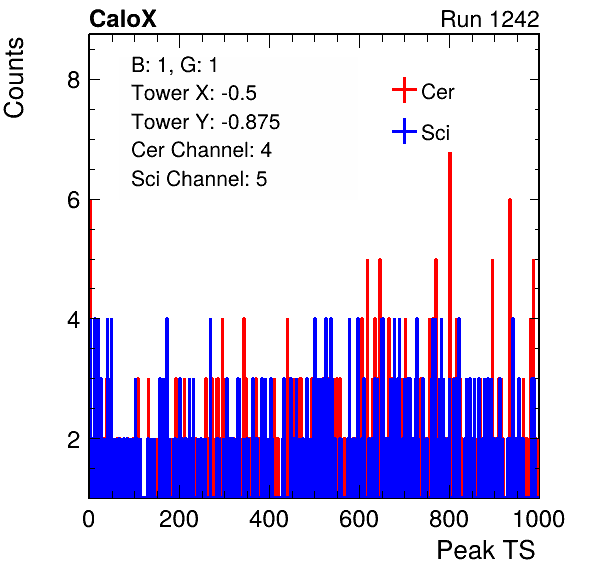 CaloX
Run 1242
Counts
B: 1, G: 1
Tower X: -0.5
Tower Y: -0.875
Cer Channel: 4
Sci Channel: 5
Cer
Sci
8
6
4
2
0 200 400 600 800 1000
Peak TS